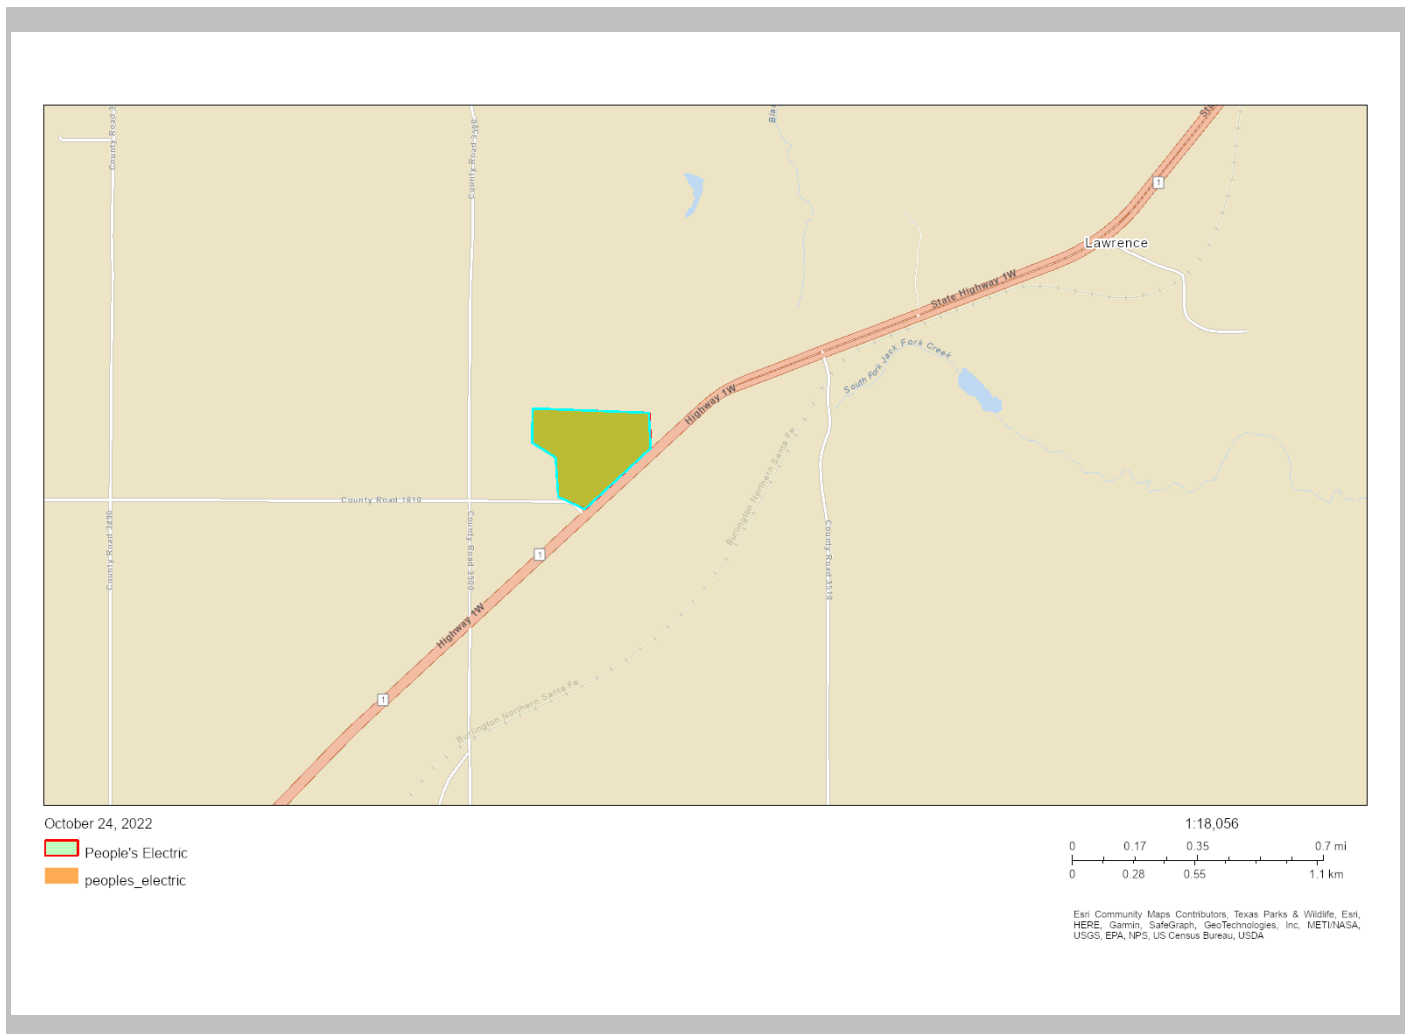 County Road 3
County Road 3500
Bla
Sta
1
Lawrence
State Highway 1W
South Fork Jack Fork Creek
Highway 1W
Burlington Northern Santa Fe
County Road 1610
County Road 3490
County Road 3500
County Road 3510
1
Highway 1W
Burlington Northern Santa Fe
1
October 24, 2022
People's Electric
peoples_electric
1:18,056
0 0.17 0.35 0.7 mi
0 0.28 0.55 1.1 km
Esri Community Maps Contributors, Texas Parks & Wildlife, Esri,
HERE, Garmin, SafeGraph, GeoTechnologies, Inc, METI/NASA,
USGS, EPA, NPS, US Census Bureau, USDA